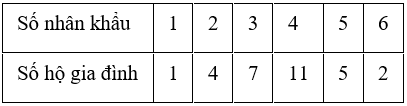 Số nhân khẩu 1 2 3 4 5 6
Số hộ gia đình 1 4 7 11 5 2